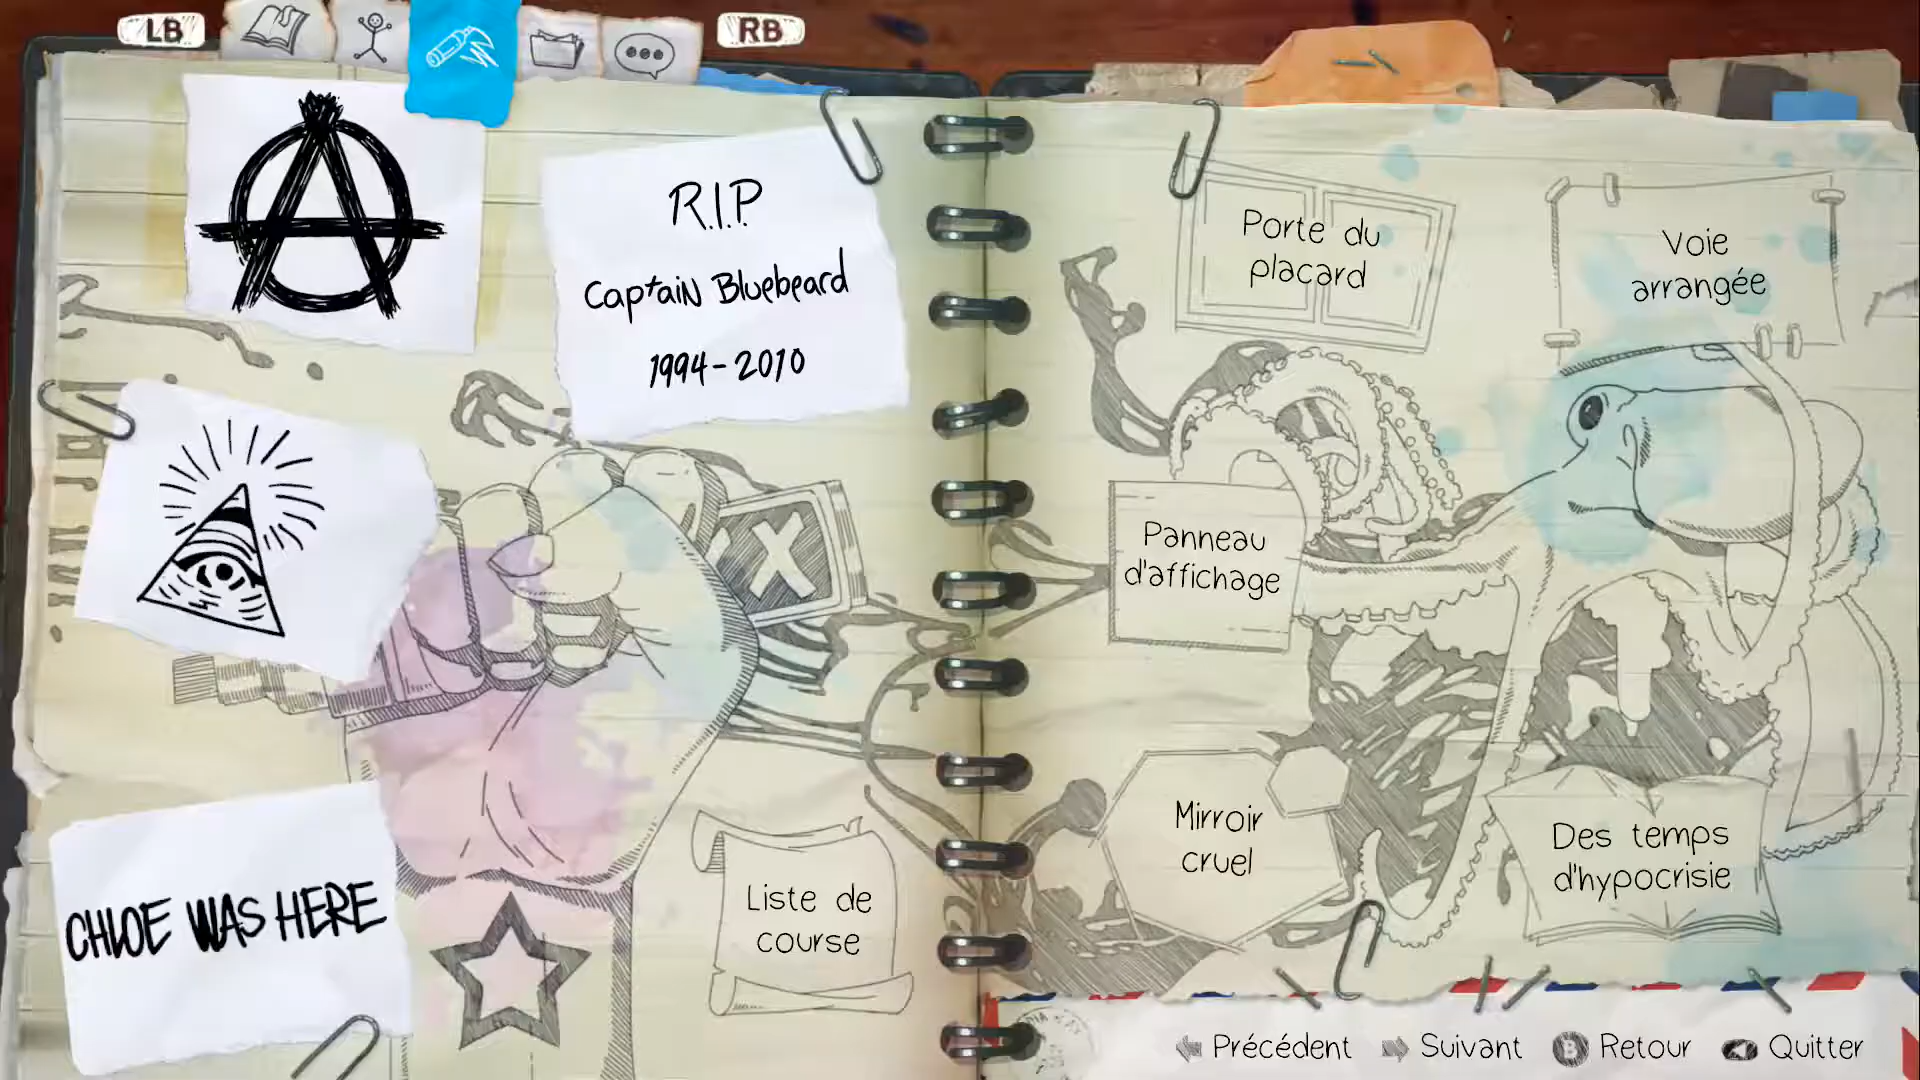 LB
RB
R.I.P
Captain Bluebeard
1994-2010
CHLOE WAS HERE
Liste de
course
Porte du
placard
Voie
arrangée
Panneau
d'affichage
Mirroir
cruel
Des temps
d'hypocrisie
Précédent
Suivant
B Retour
Quitter